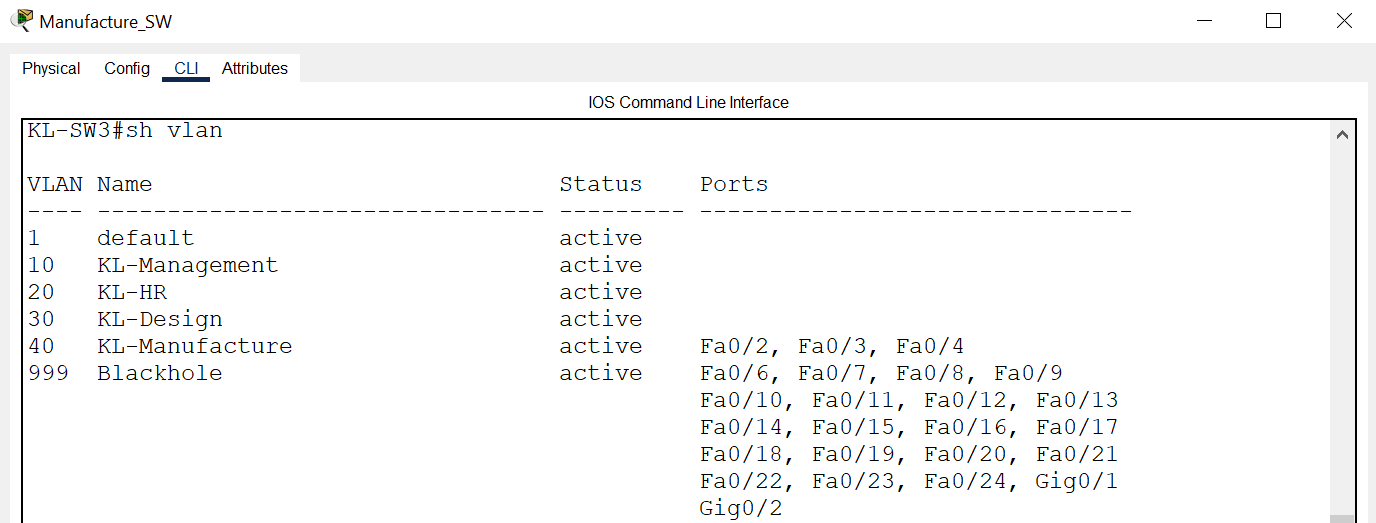 Manufacture_SW
Physical Config CLI Attributes
IOS Command Line Interface
KL-SW3#sh vlan
VLAN Name Status Ports
---- -------------------------------- --------- -------------------------------
1 default active
10 KL-Management active
20 KL-HR active
30 KL-Design active
40 KL-Manufacture active Fa0/2, Fa0/3, Fa0/4
999 Blackhole active Fa0/6, Fa0/7, Fa0/8, Fa0/9
Fa0/10, Fa0/11, Fa0/12, Fa0/13
Fa0/14, Fa0/15, Fa0/16, Fa0/17
Fa0/18, Fa0/19, Fa0/20, Fa0/21
Fa0/22, Fa0/23, Fa0/24, Gig0/1
Gig0/2